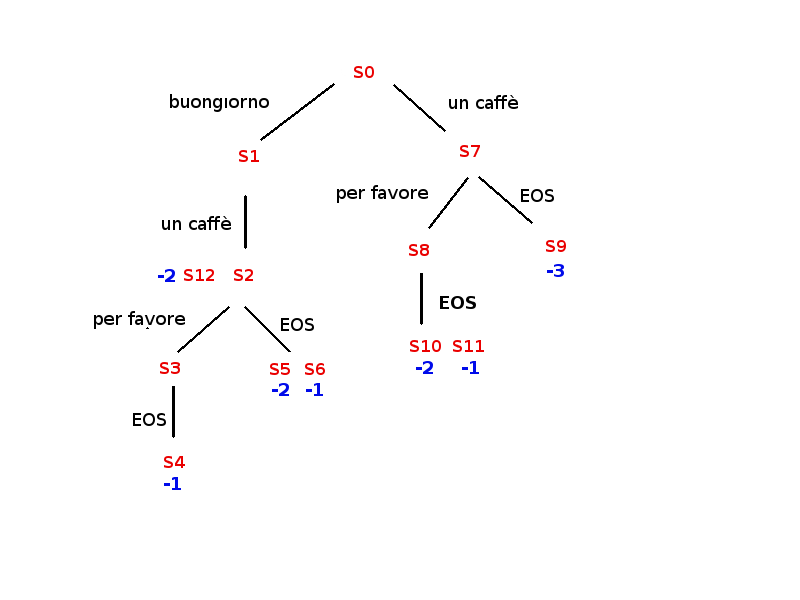 S0
buongiorno
un caffè
S1
S7
per favore
EOS
un caffè
S8
S9
-3
-2 S12 S2
EOS
per favore
EOS
S10 S11
-2 -1
S3
S5 S6
-2 -1
EOS
S4
-1